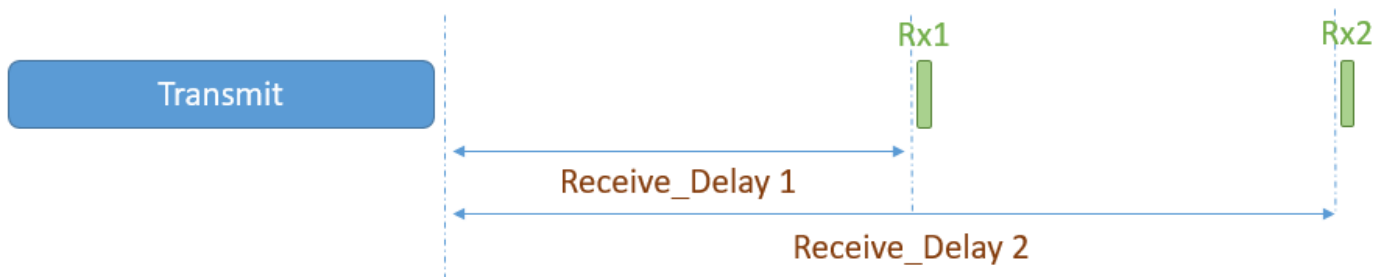 Rx1
Rx2
Transmit
Receive_Delay 1
Receive_Delay 2